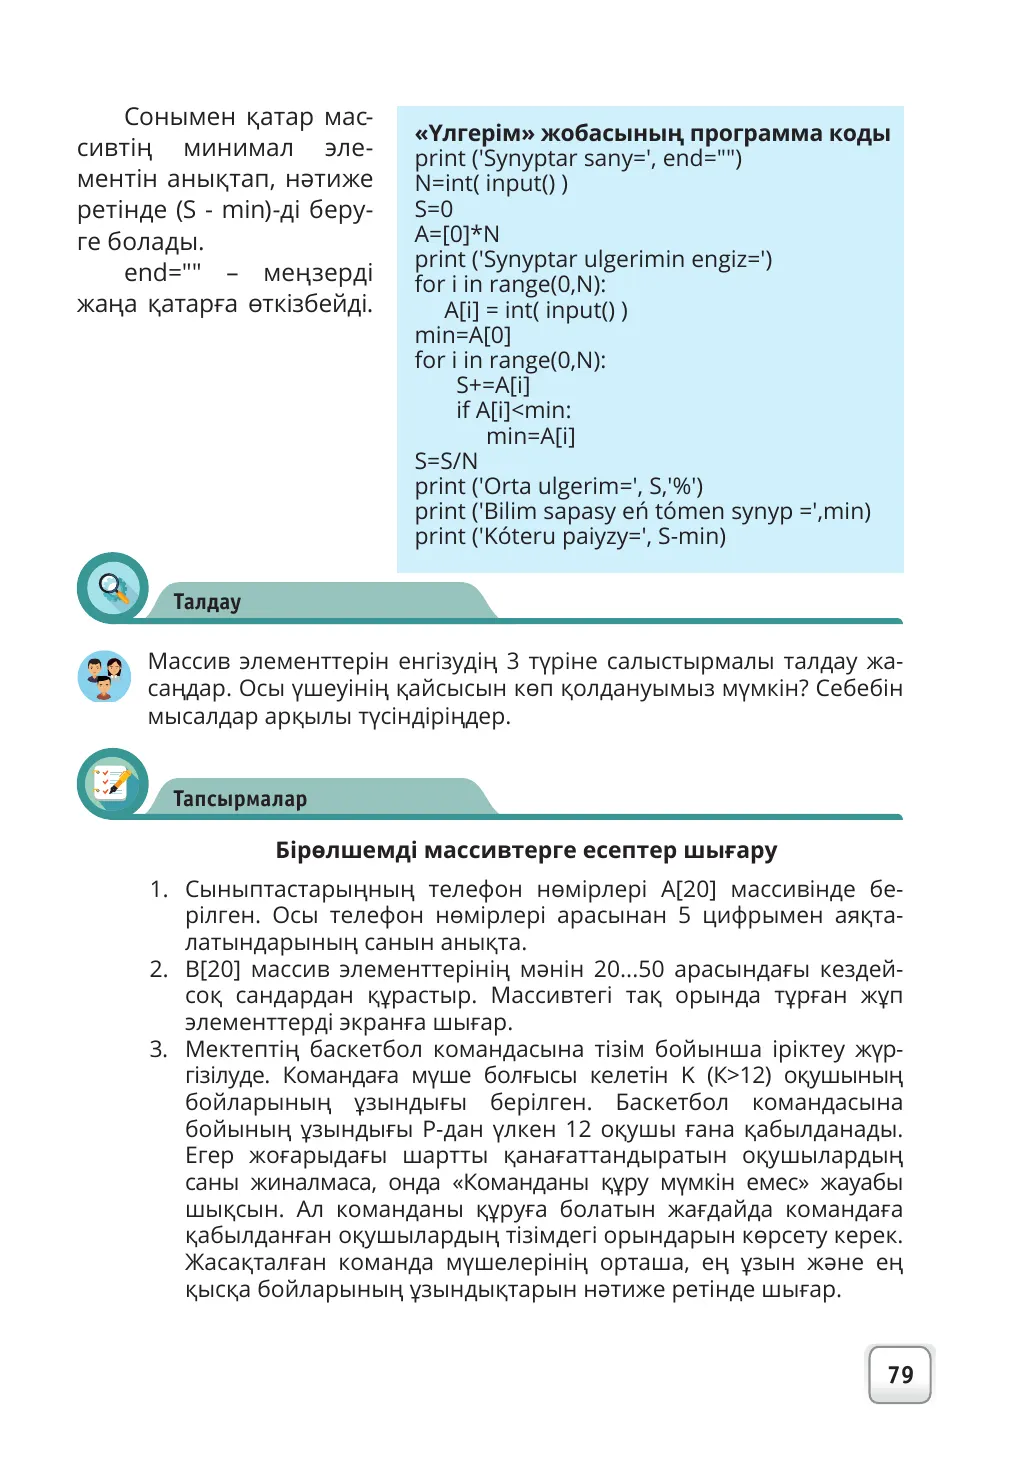 Сонымен қатар мас-
сивтің минимал эле-
ментін анықтап, нәтиже
ретінде (S - min)-ді беру-
ге болады.
end="" – меңзерді
жаңа қатарға өткізбейді.
«Үлгерім» жобасының программа коды
print ('Synyptar sany=', end="")
N=int( input() )
S=0
A=[0]*N
print ('Synyptar ulgerimin engiz=')
for i in range(0,N):
A[i] = int( input() )
min=A[0]
for i in range(0,N):
S+=A[i]
if A[i]<min:
min=A[i]
S=S/N
print ('Orta ulgerim=', S,'%')
print ('Bilim sapasy eń tómen synyp =',min)
print ('Kóteru paiyzy=', S-min)
Талдау
Массив элементтерін енгізудің 3 түріне салыстырмалы талдау жа-
саңдар. Осы үшеуінің қайсысын көп қолдануымыз мүмкін? Себебін
мысалдар арқылы түсіндіріңдер.
Тапсырмалар
Бірөлшемді массивтерге есептер шығару
1. Сыныптастарыңның телефон нөмірлері A[20] массивінде бе-
рілген. Осы телефон нөмірлері арасынан 5 цифрымен аяқта-
латындарының санын анықта.
2. B[20] массив элементтерінің мәнін 20...50 арасындағы кездей-
соқ сандардан құрастыр. Массивтегі тақ орында тұрған жұп
элементтерді экранға шығар.
3. Мектептің баскетбол командасына тізім бойынша іріктеу жүр-
гізілуде. Командаға мүше болғысы келетін K (K>12) оқушының
бойларының ұзындығы берілген. Баскетбол командасына
бойының ұзындығы P-дан үлкен 12 оқушы ғана қабылданады.
Егер жоғарыдағы шартты қанағаттандыратын оқушылардың
саны жиналмаса, онда «Команданы құру мүмкін емес» жауабы
шықсын. Ал команданы құруға болатын жағдайда командаға
қабылданған оқушылардың тізімдегі орындарын көрсету керек.
Жасақталған команда мүшелерінің орташа, ең ұзын және ең
қысқа бойларының ұзындықтарын нәтиже ретінде шығар.
79